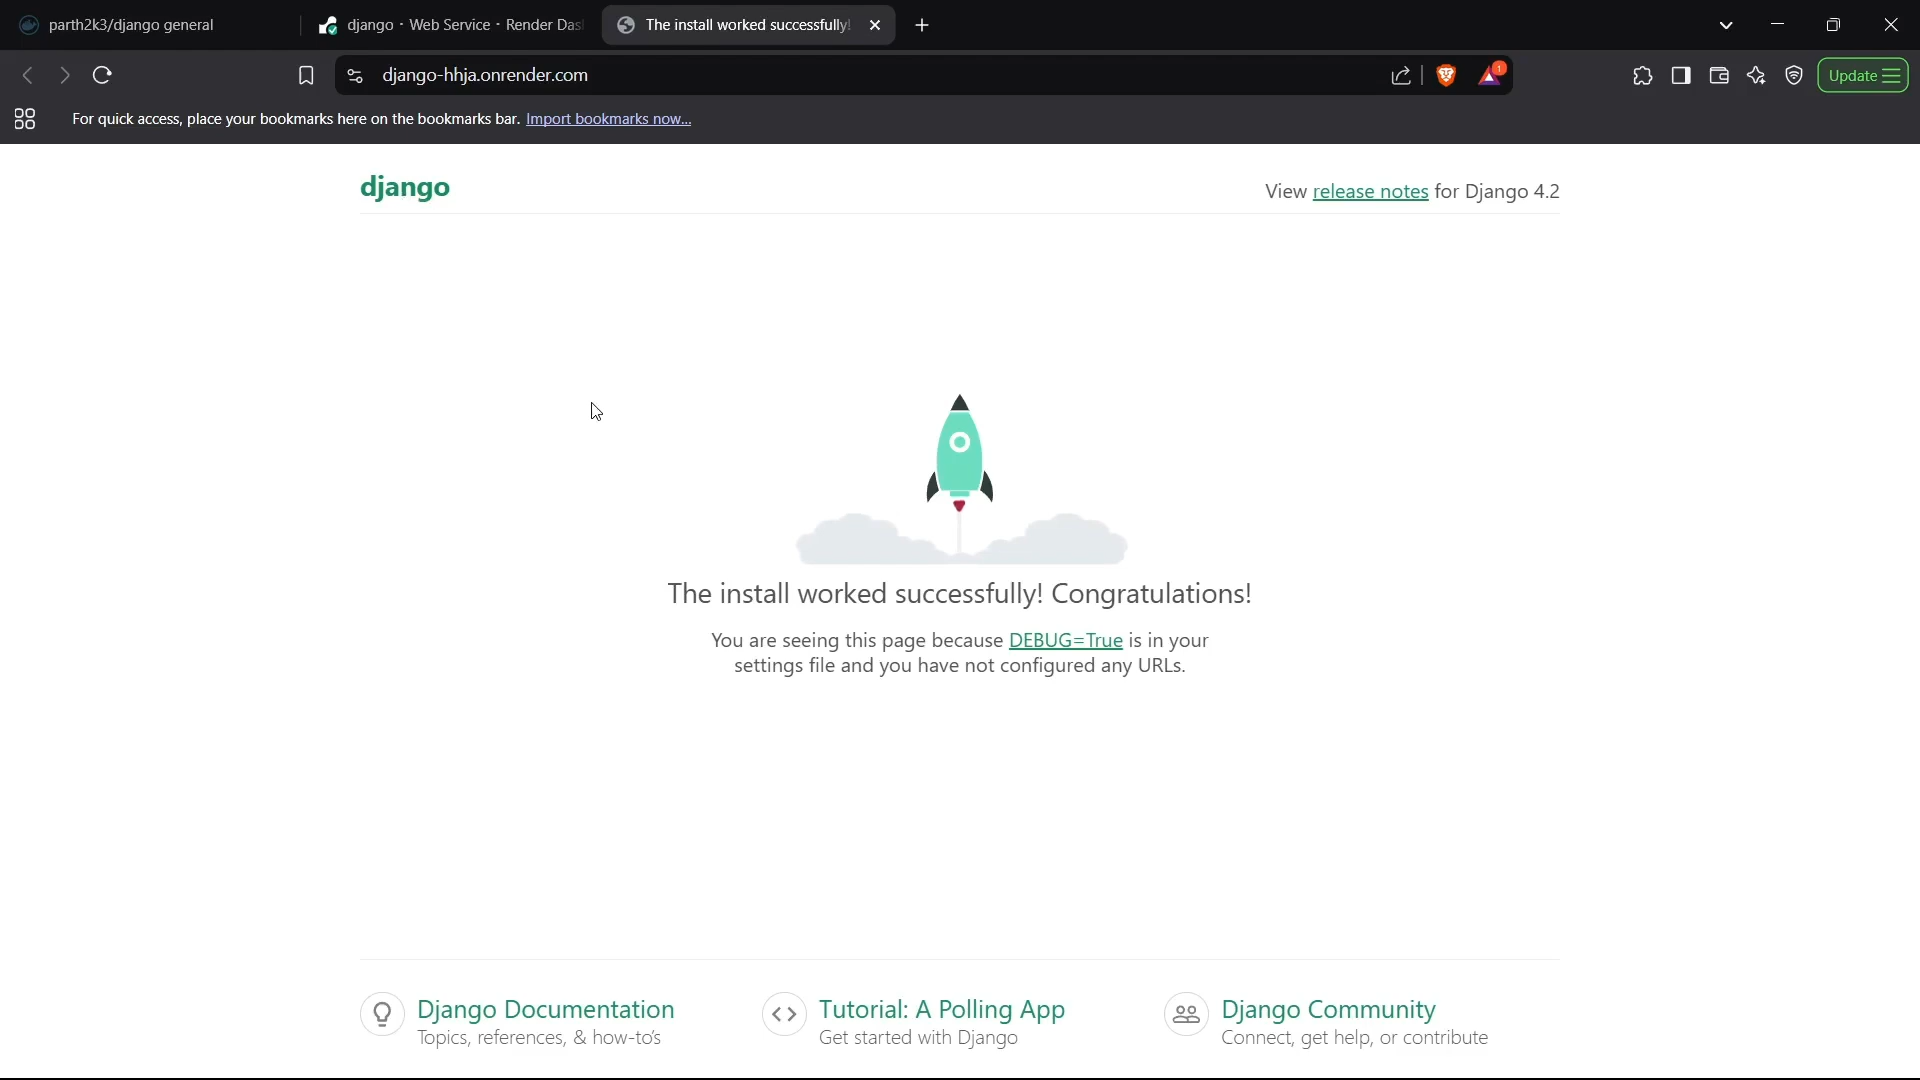 parth2k3/django general
django · Web Service · Render Das
The install worked successfully!
django-hhja.onrender.com
1
Update
For quick access, place your bookmarks here on the bookmarks bar. Import bookmarks now...
django
View release notes for Django 4.2
The install worked successfully! Congratulations!
You are seeing this page because DEBUG=True is in your
settings file and you have not configured any URLs.
Django Documentation
Topics, references, & how-to's
Tutorial: A Polling App
Get started with Django
Django Community
Connect, get help, or contribute